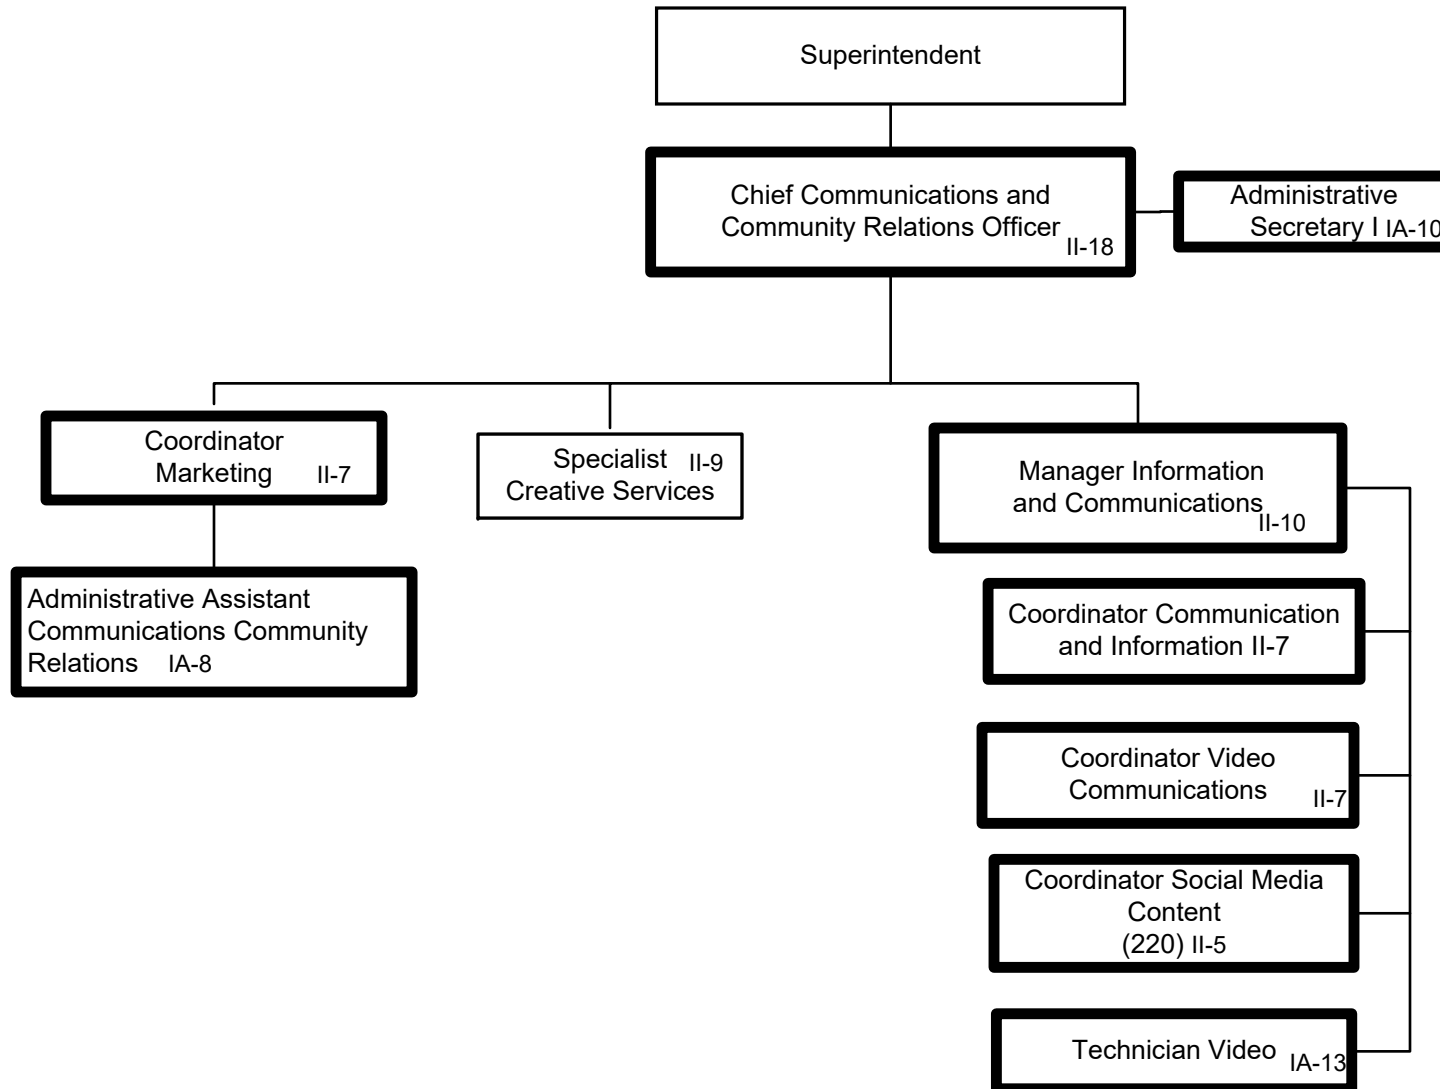 Superintendent
Chief Communications and
Community Relations Officer
II-18
Administrative
Secretary I IA-10
Coordinator
Marketing II-7
Specialist II-9
Creative Services
Manager Information
and Communications
II-10
Administrative Assistant
Communications Community
Relations IA-8
Coordinator Communication
and Information II-7
Coordinator Video
Communications II-7
Coordinator Social Media
Content
(220) II-5
Technician Video IA-13